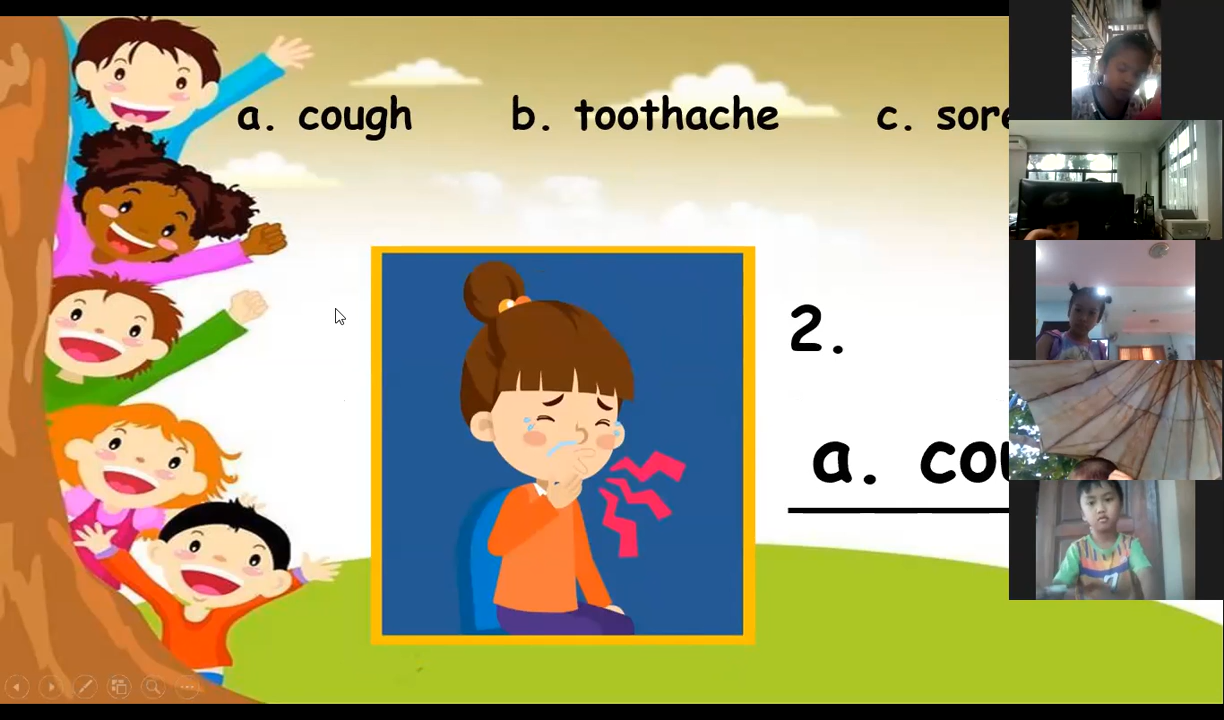 a. cough b. toothache c. sore
2.
a. cou